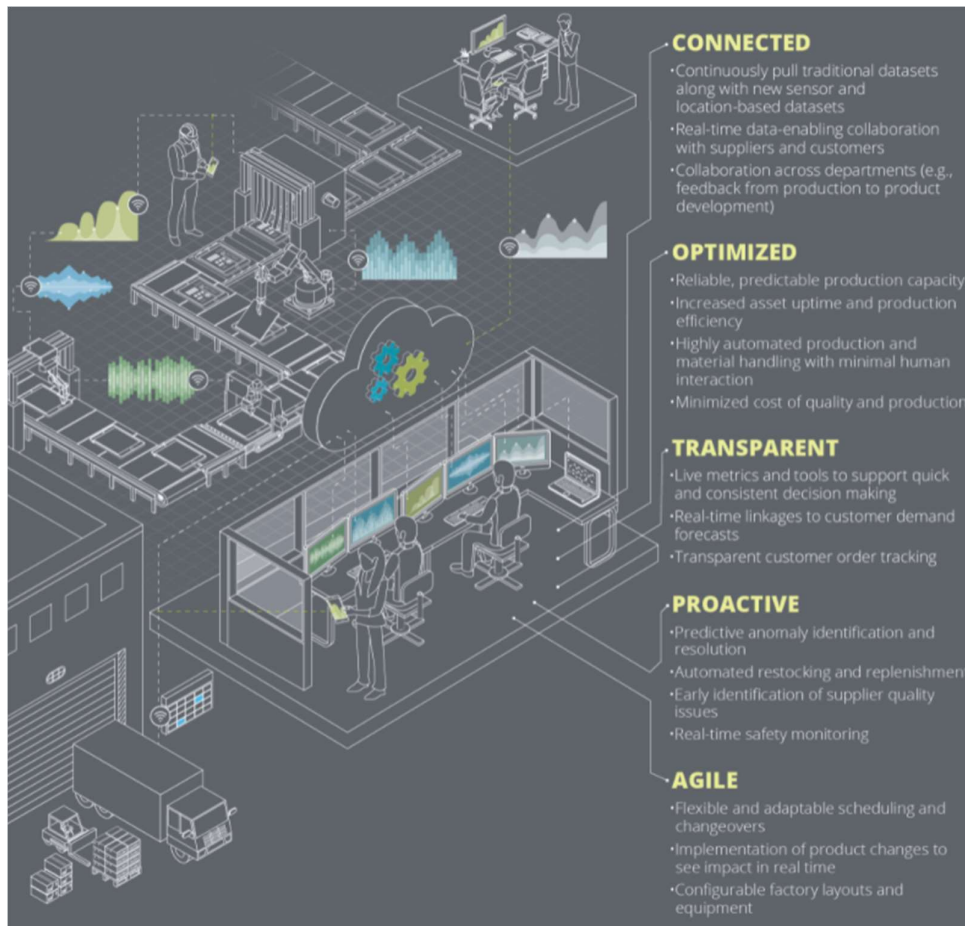 CONNECTED
•Continuously pull traditional datasets
along with new sensor and
location-based datasets
•Real-time data-enabling collaboration
with suppliers and customers
•Collaboration across departments (e.g.,
feedback from production to product
development)
OPTIMIZED
•Reliable, predictable production capacity
•Increased asset uptime and production
efficiency
•Highly automated production and
material handling with minimal human
interaction
•Minimized cost of quality and production
TRANSPARENT
•Live metrics and tools to support quick
and consistent decision making
•Real-time linkages to customer demand
forecasts
•Transparent customer order tracking
PROACTIVE
•Predictive anomaly identification and
resolution
•Automated restocking and replenishment
•Early identification of supplier quality
issues
•Real-time safety monitoring
AGILE
•Flexible and adaptable scheduling and
changeovers
•Implementation of product changes to
see impact in real time
•Configurable factory layouts and
equipment